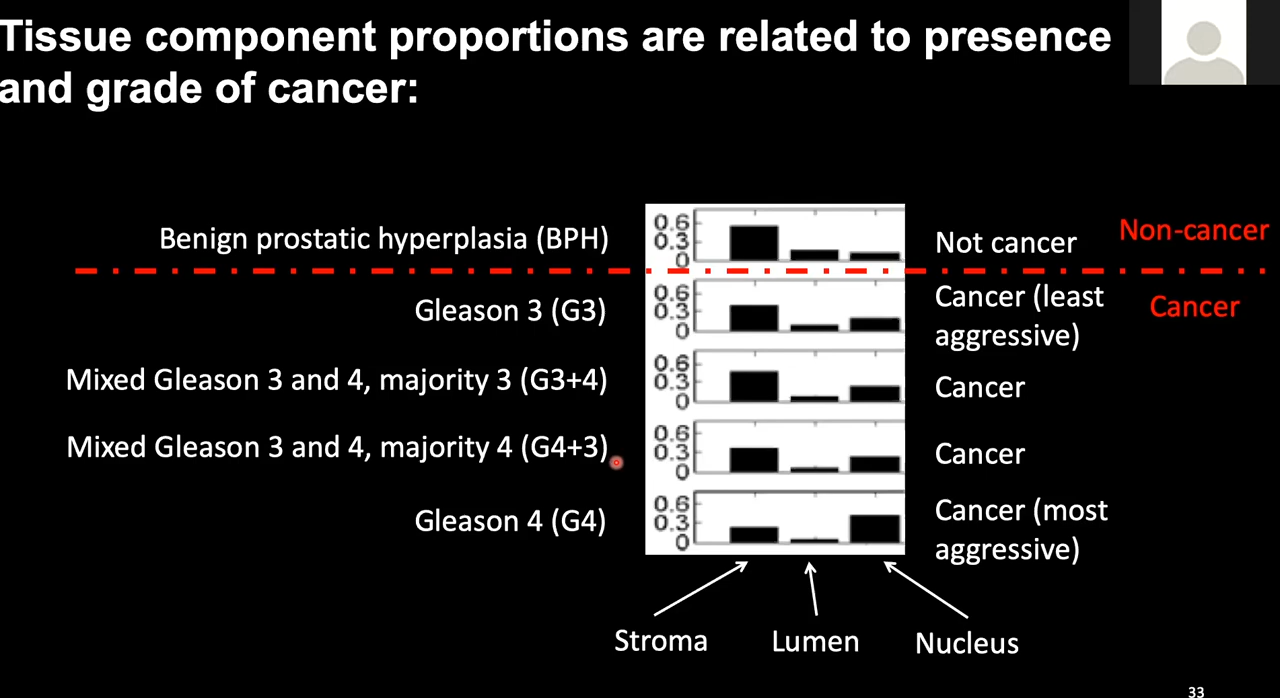 Tissue component proportions are related to presence
and grade of cancer:
Benign prostatic hyperplasia (BPH)
0.6
0.3
0
Not cancer
Non-cancer
Gleason 3 (G3)
0.6
0.3
0
Cancer (least
aggressive)
Cancer
Mixed Gleason 3 and 4, majority 3 (G3+4)
0.6
0.3
0
Cancer
Mixed Gleason 3 and 4, majority 4 (G4+3)
0.6
0.3
0
Cancer
Gleason 4 (G4)
0.6
0.3
0
Cancer (most
aggressive)
Stroma
Lumen
Nucleus
33